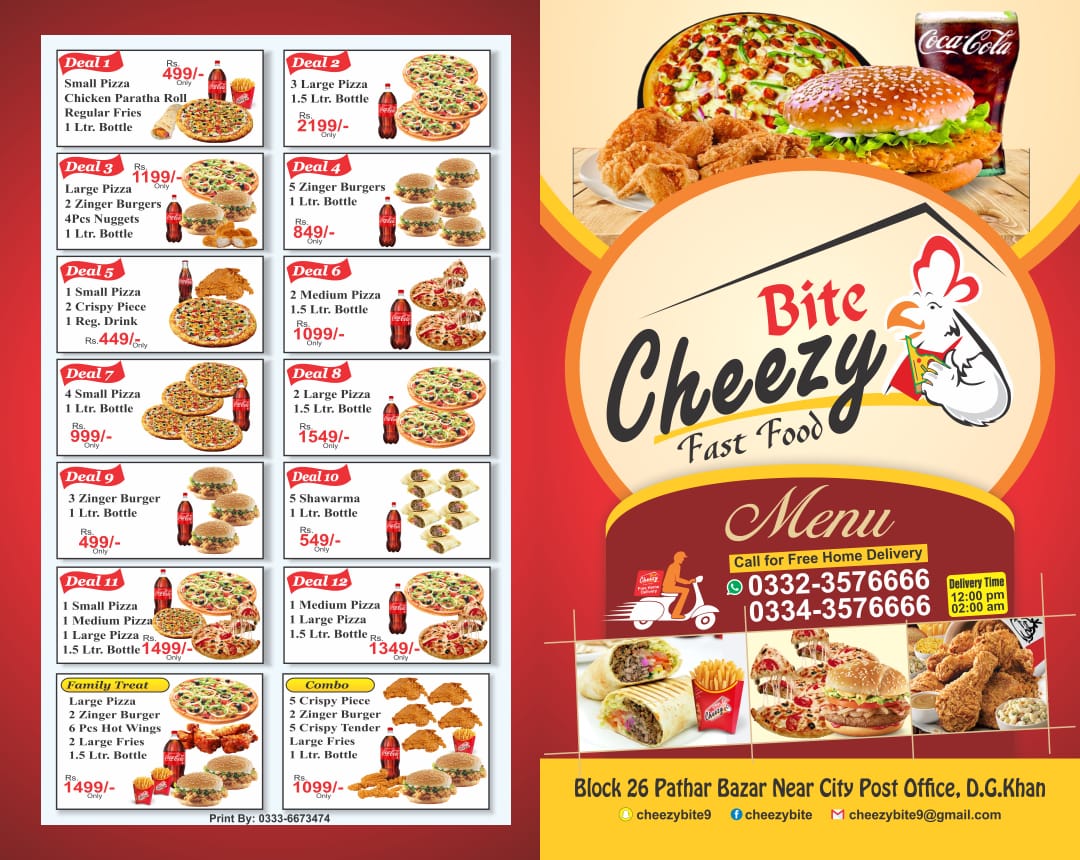 Deal 1
Rs.
499/-
Only
Small Pizza
Chicken Paratha Roll
Regular Fries
1 Ltr. Bottle
Deal 2
3 Large Pizza
1.5 Ltr. Bottle
Rs.
2199/-
Only
Deal 3
Rs.
1199/-
Only
Large Pizza
2 Zinger Burgers
4Pcs Nuggets
1 Ltr. Bottle
Deal 4
5 Zinger Burgers
1 Ltr. Bottle
Rs.
849/-
Only
Deal 5
1 Small Pizza
2 Crispy Piece
1 Reg. Drink
Rs. 449/- Only
Deal 6
2 Medium Pizza
1.5 Ltr. Bottle
Rs.
1099/-
Only
Deal 7
4 Small Pizza
1 Ltr. Bottle
Rs.
999/-
Only
Deal 8
2 Large Pizza
1.5 Ltr. Bottle
Rs.
1549/-
Only
Deal 9
3 Zinger Burger
1 Ltr. Bottle
Rs.
499/-
Only
Deal 10
5 Shawarma
1 Ltr. Bottle
Rs.
549/-
Only
Deal 11
1 Small Pizza
1 Medium Pizza
1 Large Pizza
1.5 Ltr. Bottle
Rs.
1499/-
Only
Deal 12
1 Medium Pizza
1 Large Pizza
1.5 Ltr. Bottle
Rs.
1349/-
Only
Family Treat
Large Pizza
2 Zinger Burger
6 Pcs Hot Wings
2 Large Fries
1.5 Ltr. Bottle
Rs.
1499/-
Only
Combo
5 Crispy Piece
2 Zinger Burger
5 Crispy Tender
Large Fries
1 Ltr. Bottle
Rs.
1099/-
Only
Print By: 0333-6673474
Coca-Cola
Bite
Cheezy
Fast Food
Menu
Call for Free Home Delivery
0332-3576666
0334-3576666
Delivery Time
12:00 pm
02:00 am
Cheezy
Free Home
Delivery
Cheezy
Block 26 Pathar Bazar Near City Post Office, D.G.Khan
cheezybite9
cheezybite
cheezybite9@gmail.com